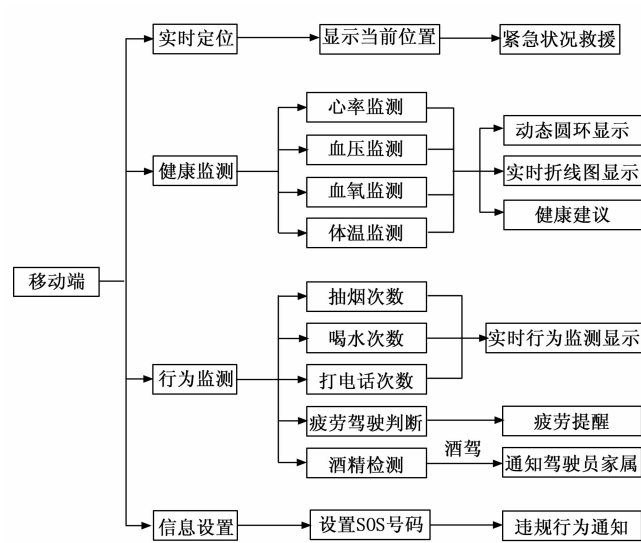 实时定位
显示当前位置
紧急状况救援
心率监测
血压监测
血氧监测
体温监测
健康监测
动态圆环显示
实时折线图显示
健康建议
移动端
抽烟次数
喝水次数
打电话次数
实时行为监测显示
行为监测
疲劳驾驶判断
疲劳提醒
酒精检测
酒驾
通知驾驶员家属
信息设置
设置SOS号码
违规行为通知